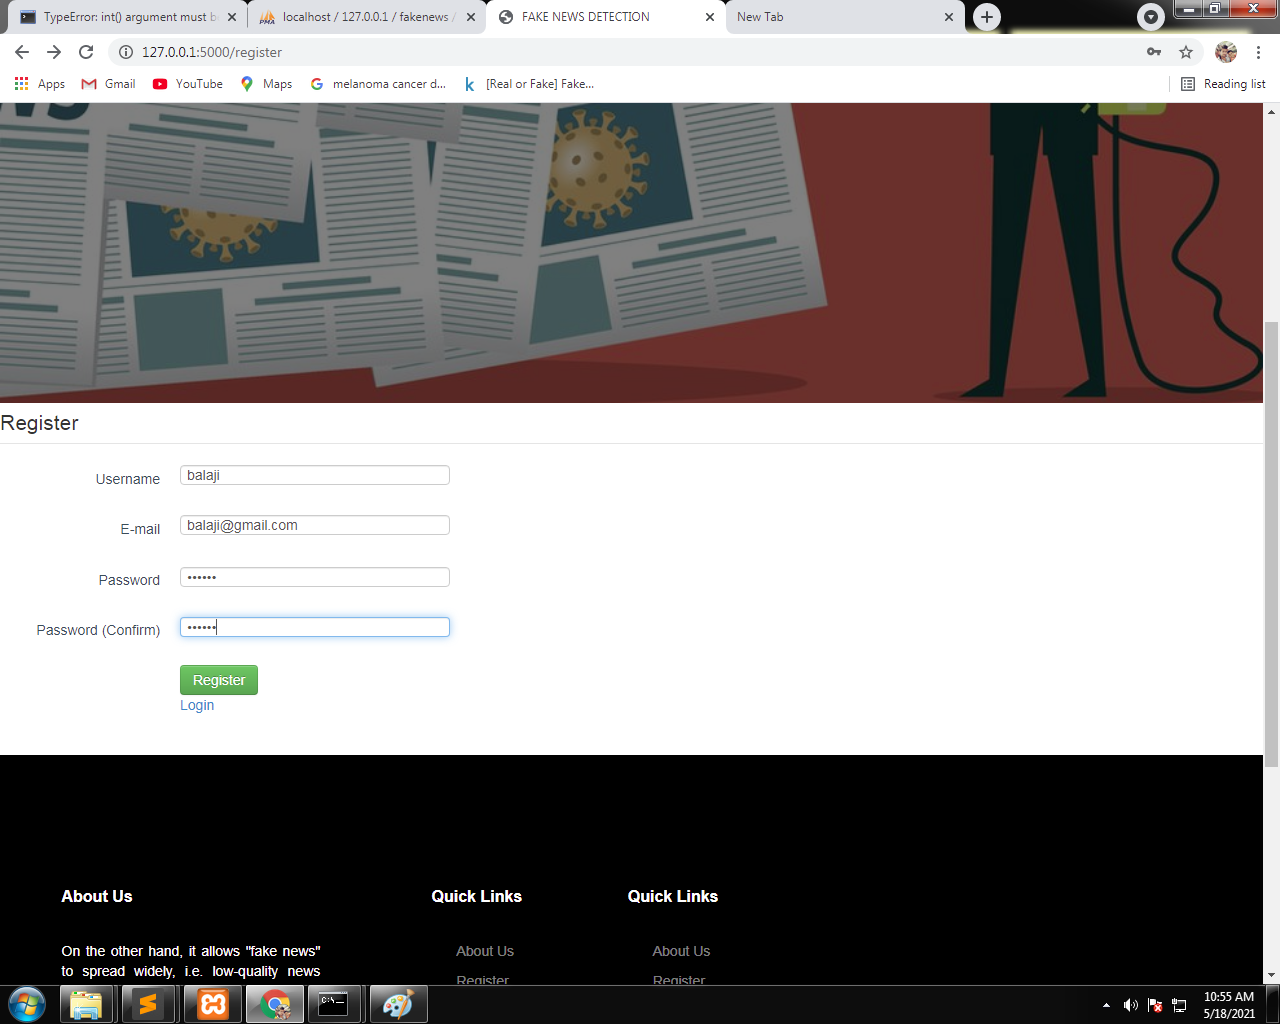 TypeError: int() argument must b
localhost / 127.0.0.1 / fakenews /
FAKE NEWS DETECTION
New Tab
127.0.0.1:5000/register
Apps
Gmail
YouTube
Maps
melanoma cancer d...
[Real or Fake] Fake...
Reading list
Register
Username
balaji
E-mail
balaji@gmail.com
Password
••••••
Password (Confirm)
••••••
Register
Login
About Us
Quick Links
Quick Links
On the other hand, it allows "fake news"
to spread widely, i.e. low-quality news
About Us
Register
About Us
Register
10:55 AM
5/18/2021